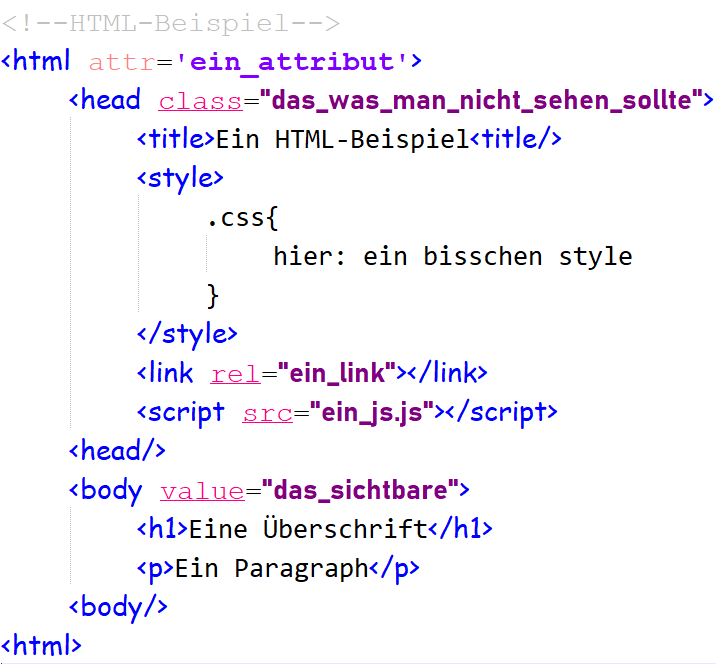 <!--HTML-Beispiel-->
<html attr='ein_attribut'>
<head class="das_was_man_nicht_sehen_sollte">
<title>Ein HTML-Beispiel<title/>
<style>
.css{
hier: ein bisschen style
}
</style>
<link rel="ein_link"></link>
<script src="ein_js.js"></script>
<head/>
<body value="das_sichtbare">
<h1>Eine Überschrift</h1>
<p>Ein Paragraph</p>
<body/>
<html>